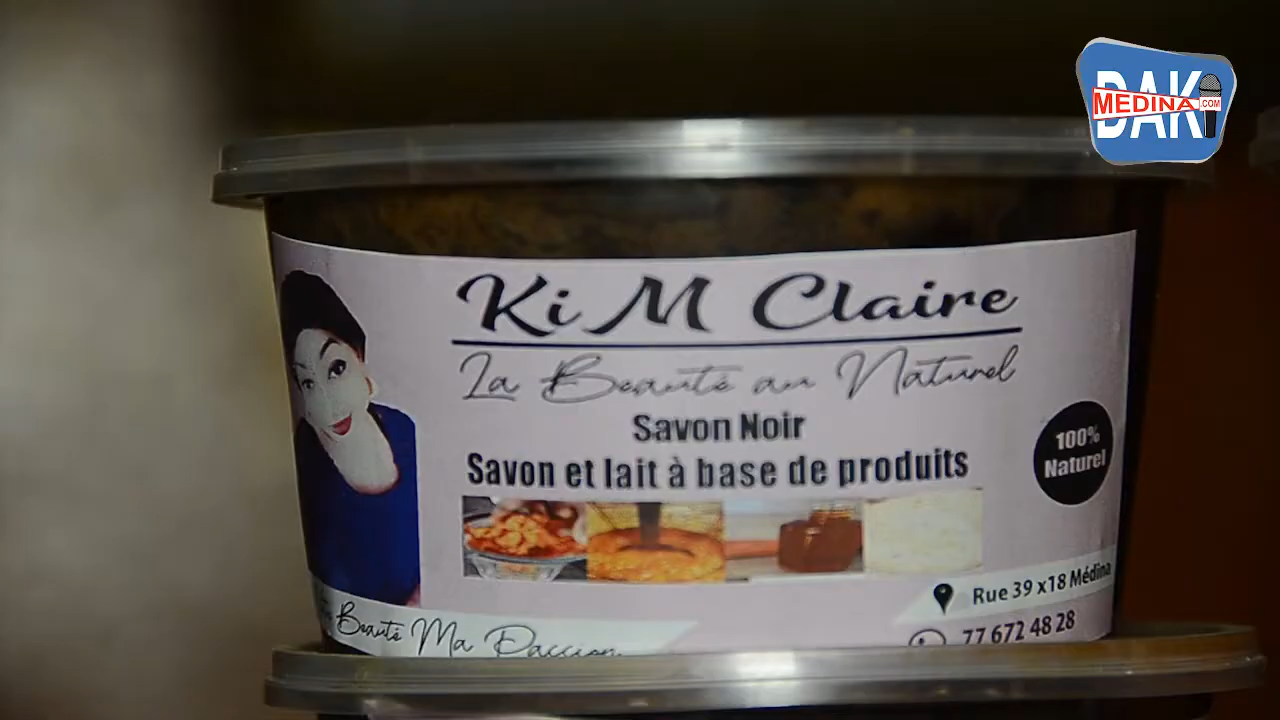 DAK
MEDINA.COM
Ki M Claire
La Beauté au Naturel
Savon Noir
Savon et lait à base de produits
100%
Naturel
Rue 39 x18 Médina
77 672 48 28
Beauté Ma Passion